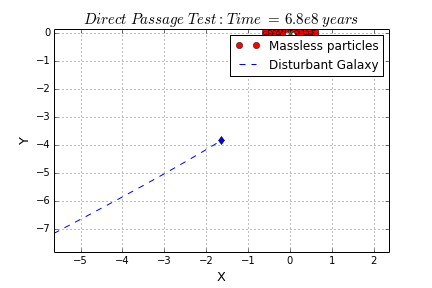 Direct Passage Test: Time = 6.8e8 years
Massless particles
Disturbant Galaxy
Y
0
−1
−2
−3
−4
−5
−6
−7
−5 −4 −3 −2 −1 0 1 2
X